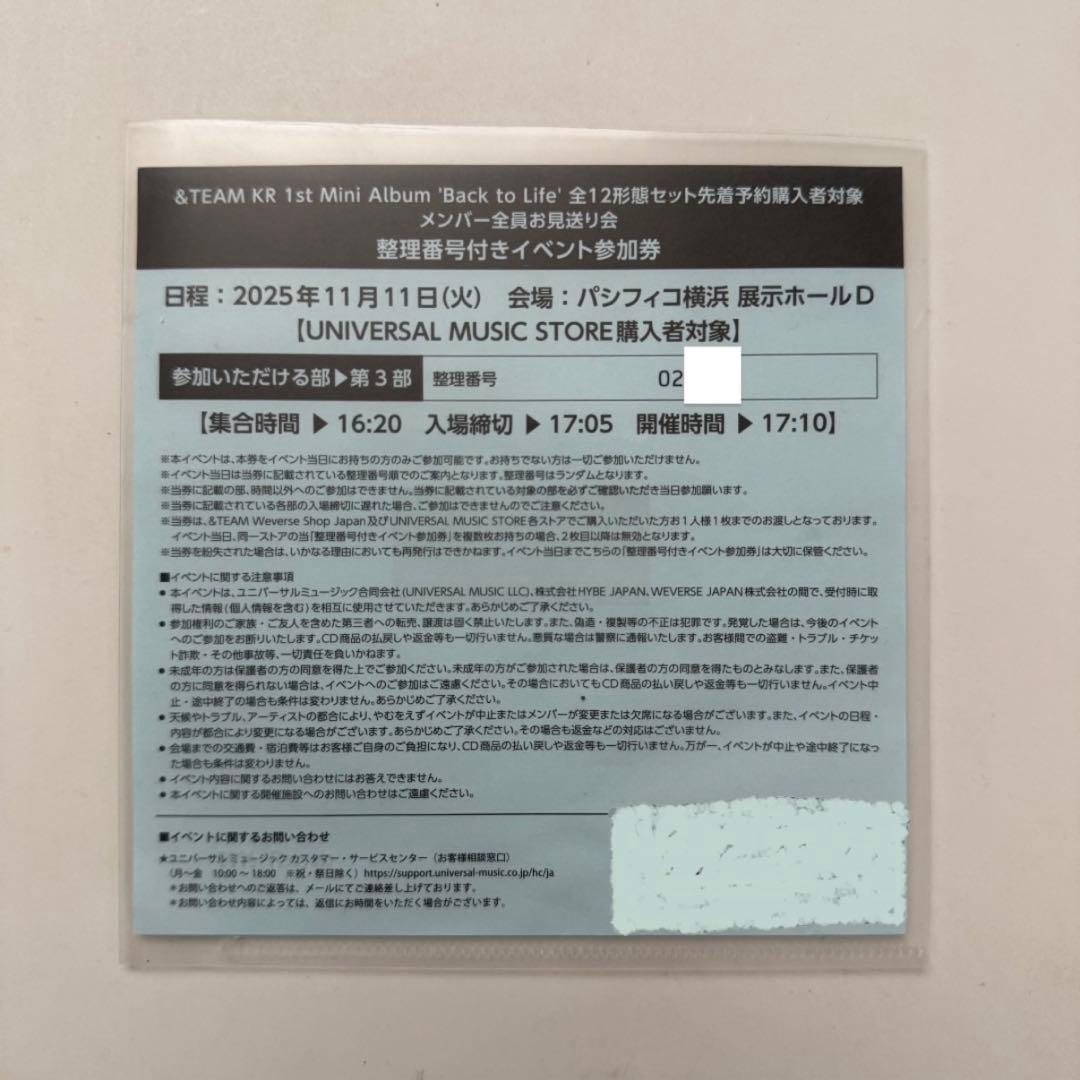 &TEAM KR 1st Mini Album 'Back to Life' 全12形態セット先着予約購入者対象
メンバー全員お見送り会
整理番号付きイベント参加券
日程：2025年11月11日(火)　会場：パシフィコ横浜 展示ホールD
【UNIVERSAL MUSIC STORE購入者対象】
参加いただける部▶第3部　整理番号　02
【集合時間 ▶ 16:20　入場締切 ▶ 17:05　開催時間 ▶ 17:10】
※本イベントは、本券をイベント当日にお持ちの方のみご参加可能です。お持ちでない方は一切ご参加いただけません。
※イベント当日は当券に記載されている整理番号順でのご案内となります。整理番号はランダムとなります。
※当券に記載の部、時間以外へのご参加はできません。当券に記載されている対象の部を必ずご確認いただき当日参加願います。
※当券に記載されている各部の入場締切に遅れた場合、ご参加はできませんのでご注意ください。
※当券は、&TEAM Weverse Shop Japan及びUNIVERSAL MUSIC STORE各ストアでご購入いただいた方お1人様1枚までのお渡しとなっております。
イベント当日、同一ストアの当「整理番号付きイベント参加券」を複数枚お持ちの場合、2枚目以降は無効となります。
※当券を紛失された場合は、いかなる理由においても再発行はできかねます。イベント当日までこちらの「整理番号付きイベント参加券」は大切に保管ください。
■イベントに関する注意事項
● 本イベントは、ユニバーサルミュージック合同会社(UNIVERSAL MUSIC LLC)、株式会社HYBE JAPAN、WEVERSE JAPAN株式会社の間で、受付時に取
得した情報(個人情報を含む)を相互に使用させていただきます。あらかじめご了承ください。
● 参加権利のご家族・ご友人を含めた第三者への転売、譲渡は固く禁止いたします。また、偽造・複製等の不正は犯罪です。発覚した場合は、今後のイベント
へのご参加をお断りいたします。CD商品の払戻しや返金等も一切行いません。悪質な場合は警察に通報いたします。お客様間での盗難・トラブル・チケッ
ト詐欺・その他事故等、一切責任を負いかねます。
● 未成年の方は保護者の方の同意を得た上でご参加ください。未成年の方がご参加された場合は、保護者の方の同意を得たものとみなします。また、保護者
の方に同意を得られない場合は、イベントへのご参加はご遠慮ください。その場合においてもCD商品の払い戻しや返金等も一切行いません。イベント中
止・途中終了の場合も条件は変わりません。あらかじめご了承ください。
● 天候やトラブル、アーティストの都合により、やむをえずイベントが中止またはメンバーが変更または欠席になる場合がございます。また、イベントの日程・
内容が都合により変更になる場合がございます。あらかじめご了承ください。その場合も返金などの対応はございません。
● 会場までの交通費・宿泊費等はお客様ご自身のご負担になり、CD商品の払い戻しや返金等も一切行いません。万が一、イベントが中止や途中終了になっ
た場合も条件は変わりません。
● イベント内容に関するお問い合わせにはお答えできません。
● 本イベントに関する開催施設へのお問い合わせはご遠慮ください。
■イベントに関するお問い合わせ
★ユニバーサル ミュージック カスタマー・サービスセンター（お客様相談窓口）
（月〜金　10:00 〜 18:00　※祝・祭日除く）https://support.universal-music.co.jp/hc/ja
＊お問い合わせへのご返答は、メールにてご連絡差し上げております。
＊お問い合わせ内容によっては、返信にお時間をいただく場合がございます。